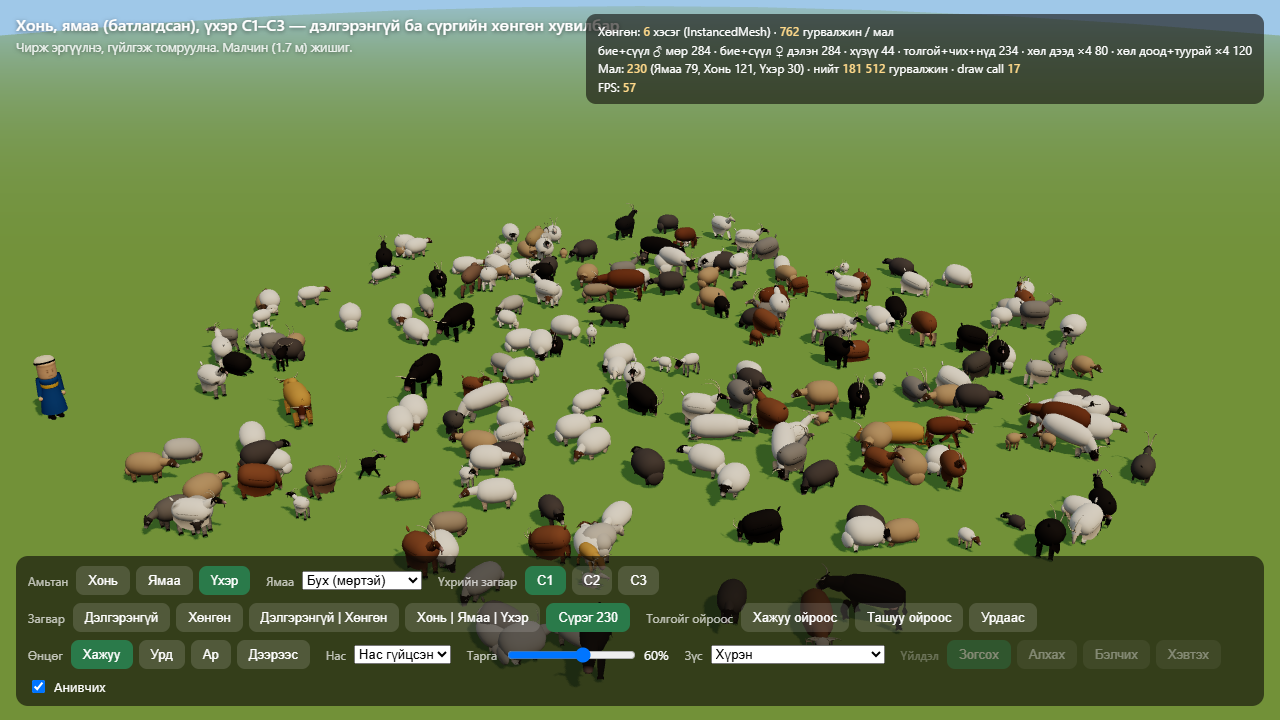 Хонь, ямаа (батлагдсан), үхэр C1–C3 — дэлгэрэнгүй ба сүргийн хөнгөн хувилбар
Чирж эргүүлнэ, гүйлгэж томруулна. Малчин (1.7 м) жишиг.
Хөнгөн: 6 хэсэг (InstancedMesh) · 762 гурвалжин / мал
бие+сүүл ♂ мөр 284 · бие+сүүл ♀ дэлэн 284 · хүзүү 44 · толгой+чих+нүд 234 · хөл дээд ×4 80 · хөл доод+туурай ×4 120
Мал: 230 (Ямаа 79, Хонь 121, Үхэр 30) · нийт 181 512 гурвалжин · draw call 17
FPS: 57
Амьтан Хонь Ямаа Үхэр Ямаа Бух (мөртэй) Үхрийн загвар C1 C2 C3
Загвар Дэлгэрэнгүй Хөнгөн Дэлгэрэнгүй | Хөнгөн Хонь | Ямаа | Үхэр Сүрэг 230 Толгойг ойроос Хажуу ойроос Ташуу ойроос Урдаас
Өнцөг Хажуу Урд Ар Дээрээс Нас Нас гүйцсэн Тарга 60% Зүс Хүрэн Үйлдэл Зогсох Алхах Бэлчих Хэвтэх
Анивчих